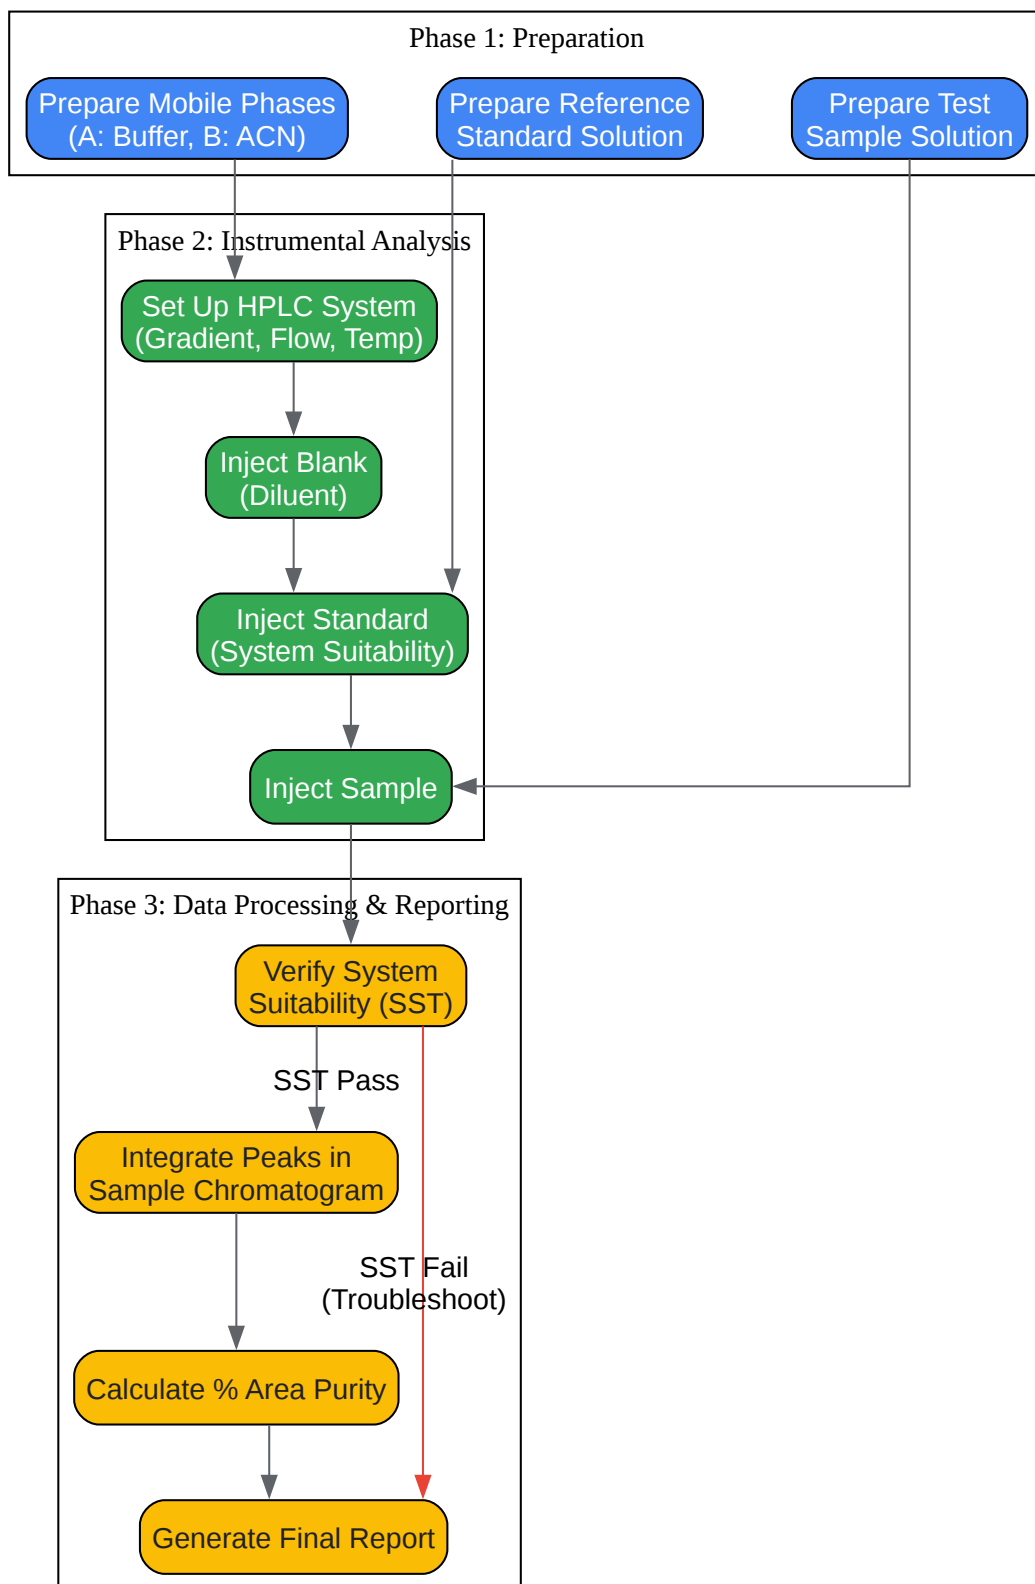 Phase 1: Preparation
Prepare Mobile Phases
(A: Buffer, B: ACN)
Prepare Reference
Standard Solution
Prepare Test
Sample Solution
Phase 2: Instrumental Analysis
Set Up HPLC System
(Gradient, Flow, Temp)
Inject Blank
(Diluent)
Inject Standard
(System Suitability)
Inject Sample
Phase 3: Data Processing & Reporting
Verify System
Suitability (SST)
SST Pass
Integrate Peaks in
Sample Chromatogram
SST Fail
(Troubleshoot)
Calculate % Area Purity
Generate Final Report